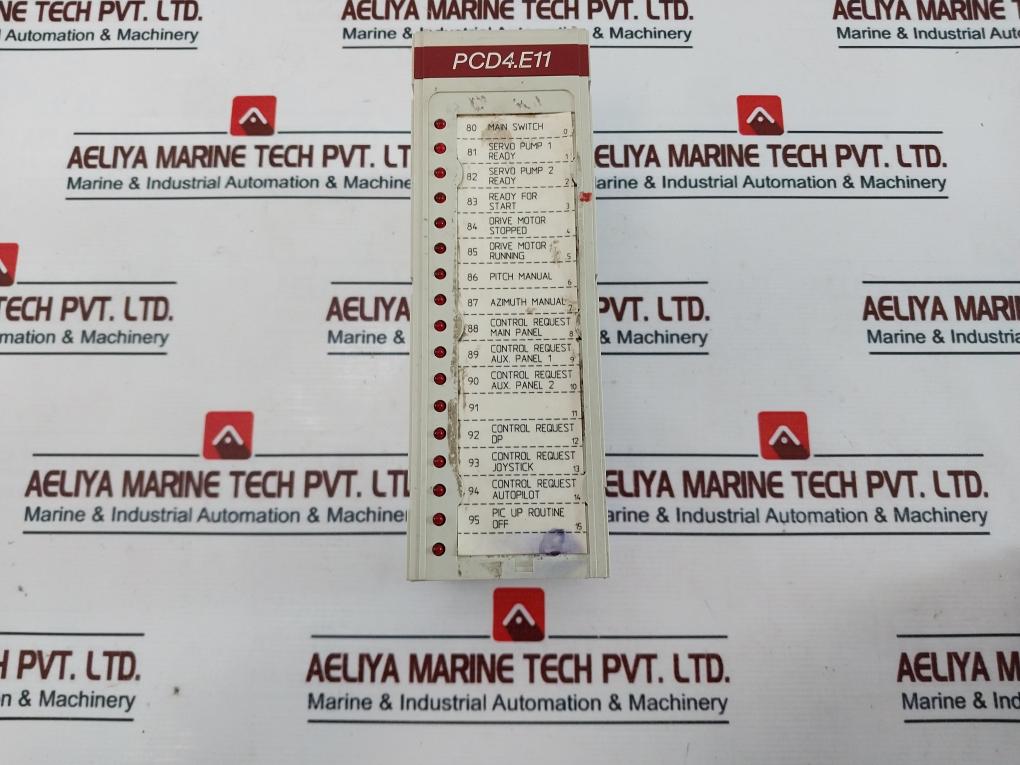 AELIYA MARINE TECH PVT. LTD.
Marine & Industrial Automation & Machinery
PCD4.E11
80 MAIN SWITCH 0
81 SERVO PUMP 1
READY 1
82 SERVO PUMP 2
READY 2
83 READY FOR
START 3
84 DRIVE MOTOR
STOPPED 4
85 DRIVE MOTOR
RUNNING 5
86 PITCH MANUAL 6
87 AZIMUTH MANUAL 7
88 CONTROL REQUEST
MAIN PANEL 8
89 CONTROL REQUEST
AUX. PANEL 1 9
90 CONTROL REQUEST
AUX. PANEL 2 10
91 11
92 CONTROL REQUEST
DP 12
93 CONTROL REQUEST
JOYSTICK 13
94 CONTROL REQUEST
AUTOPILOT 14
95 PIC UP ROUTINE
OFF 15
AELIYA MARINE TECH PVT. LTD.
Marine & Industrial Automation & Machinery